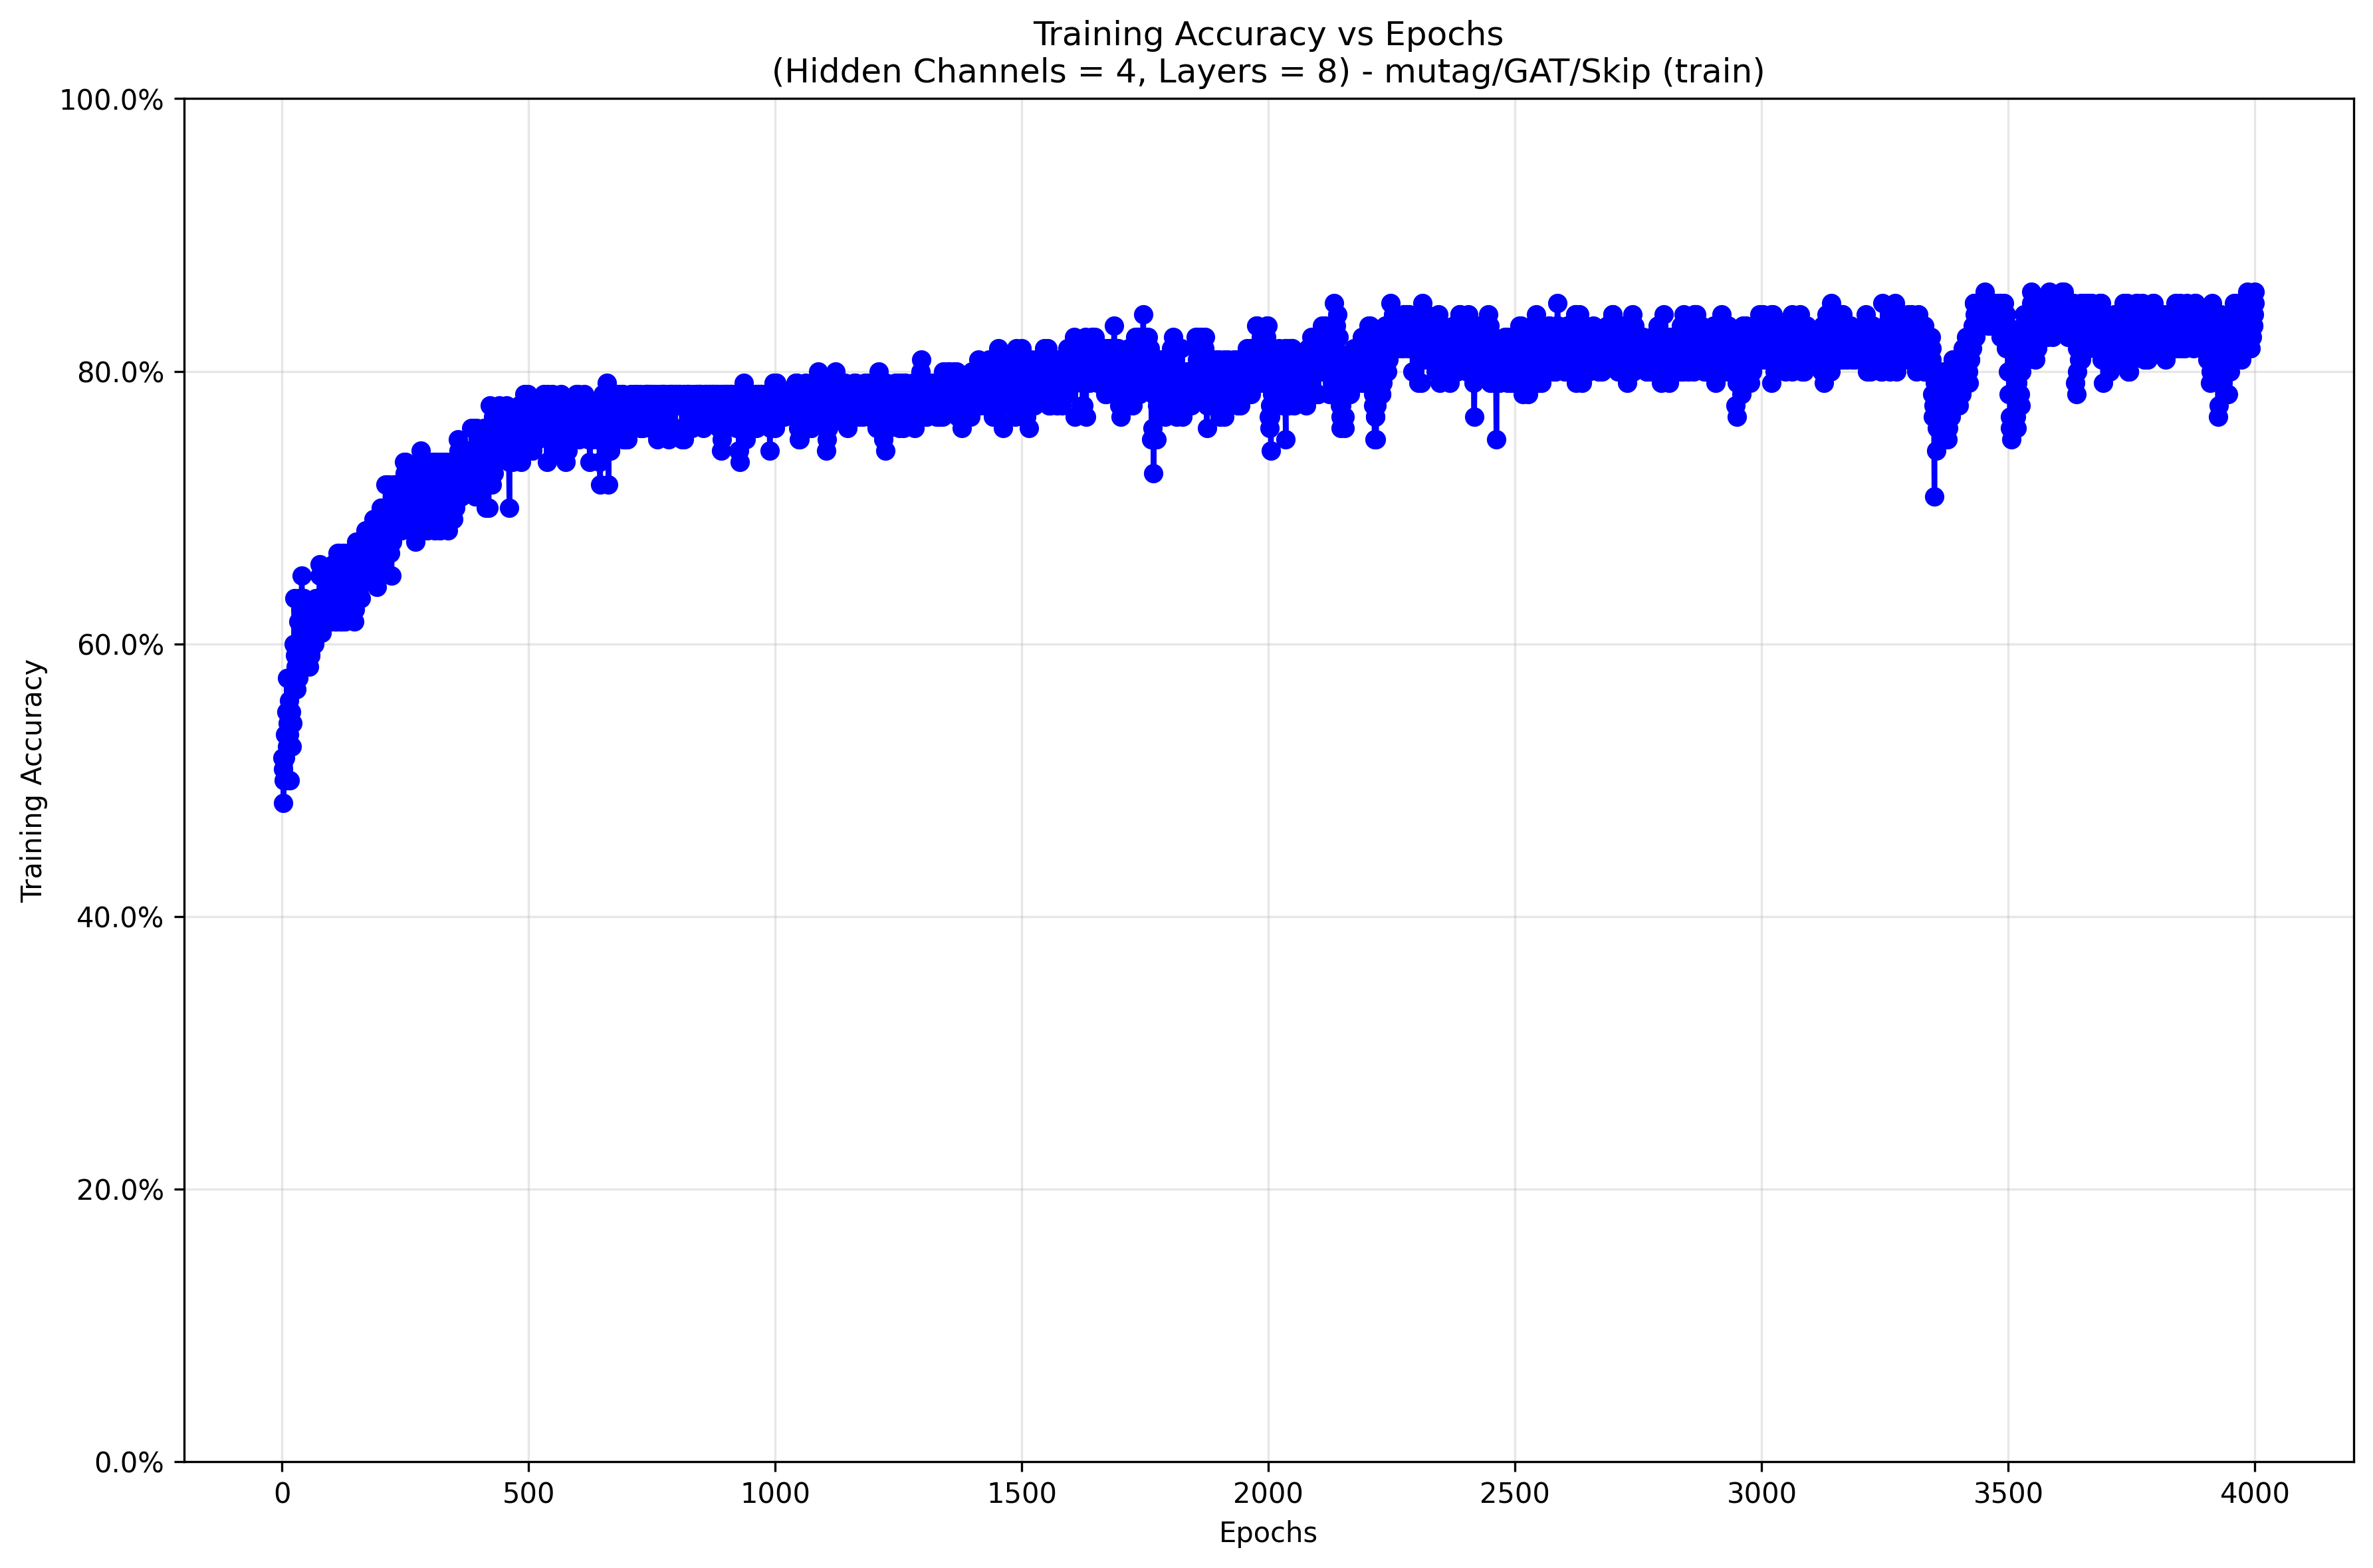 Training Accuracy vs Epochs
(Hidden Channels = 4, Layers = 8) - mutag/GAT/Skip (train)
100.0%
80.0%
60.0%
40.0%
20.0%
0.0%
Training Accuracy
0 500 1000 1500 2000 2500 3000 3500 4000
Epochs